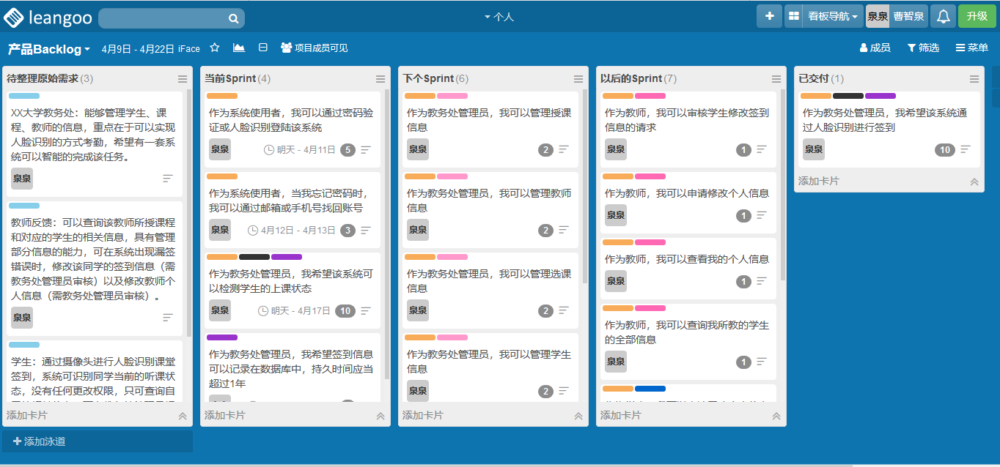 leangoo
个人
看板导航
泉泉
曹智泉
升级
产品Backlog
4月9日 - 4月22日 iFace
项目成员可见
成员
筛选
菜单
待整理原始需求(3)
XX大学教务处：能够管理学生、课
程、教师的信息，重点在于可以实现
人脸识别的方式考勤，希望有一套系
统可以智能的完成该任务。
泉泉
教师反馈：可以查询该教师所授课程
和对应的学生的相关信息，具有管理
部分信息的能力，可在系统出现漏签
错误时，修改该同学的签到信息（需
教务处管理员审核）以及修改教师个
人信息（需教务处管理员审核）。
泉泉
学生：通过摄像头进行人脸识别课堂
签到，系统可识别同学当前的听课状
态，没有任何更改权限，只可查询自
添加卡片
添加泳道
当前Sprint(4)
作为系统使用者，我可以通过密码验
证或人脸识别登陆该系统
泉泉
明天 - 4月11日 5
作为系统使用者，当我忘记密码时，
我可以通过邮箱或手机号找回账号
泉泉
4月12日 - 4月13日 3
作为教务处管理员，我希望该系统可
以检测学生的上课状态
泉泉
明天 - 4月17日 10
作为教务处管理员，我希望签到信息
可以记录在数据库中，持久时间应当
超过1年
添加卡片
下个Sprint(6)
作为教务处管理员，我可以管理授课
信息
泉泉
2
作为教务处管理员，我可以管理教师
信息
泉泉
2
作为教务处管理员，我可以管理选课
信息
泉泉
2
作为教务处管理员，我可以管理学生
信息
泉泉
2
添加卡片
以后的Sprint(7)
作为教师，我可以审核学生修改签到
信息的请求
泉泉
1
作为教师，我可以申请修改个人信息
泉泉
1
作为教师，我可以查看我的个人信息
泉泉
1
作为教师，我可以查询我所教的学生
的全部信息
泉泉
1
添加卡片
已交付(1)
作为教务处管理员，我希望该系统通
过人脸识别进行签到
泉泉
10
添加卡片